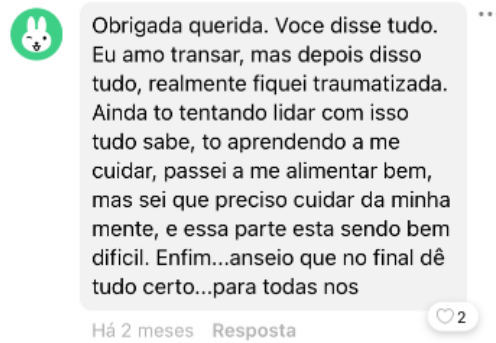 Obrigada querida. Voce disse tudo.
Eu amo transar, mas depois disso
tudo, realmente fiquei traumatizada.
Ainda to tentando lidar com isso
tudo sabe, to aprendendo a me
cuidar, passei a me alimentar bem,
mas sei que preciso cuidar da minha
mente, e essa parte esta sendo bem
dificil. Enfim...anseio que no final dê
tudo certo...para todas nos
2
Há 2 meses Resposta